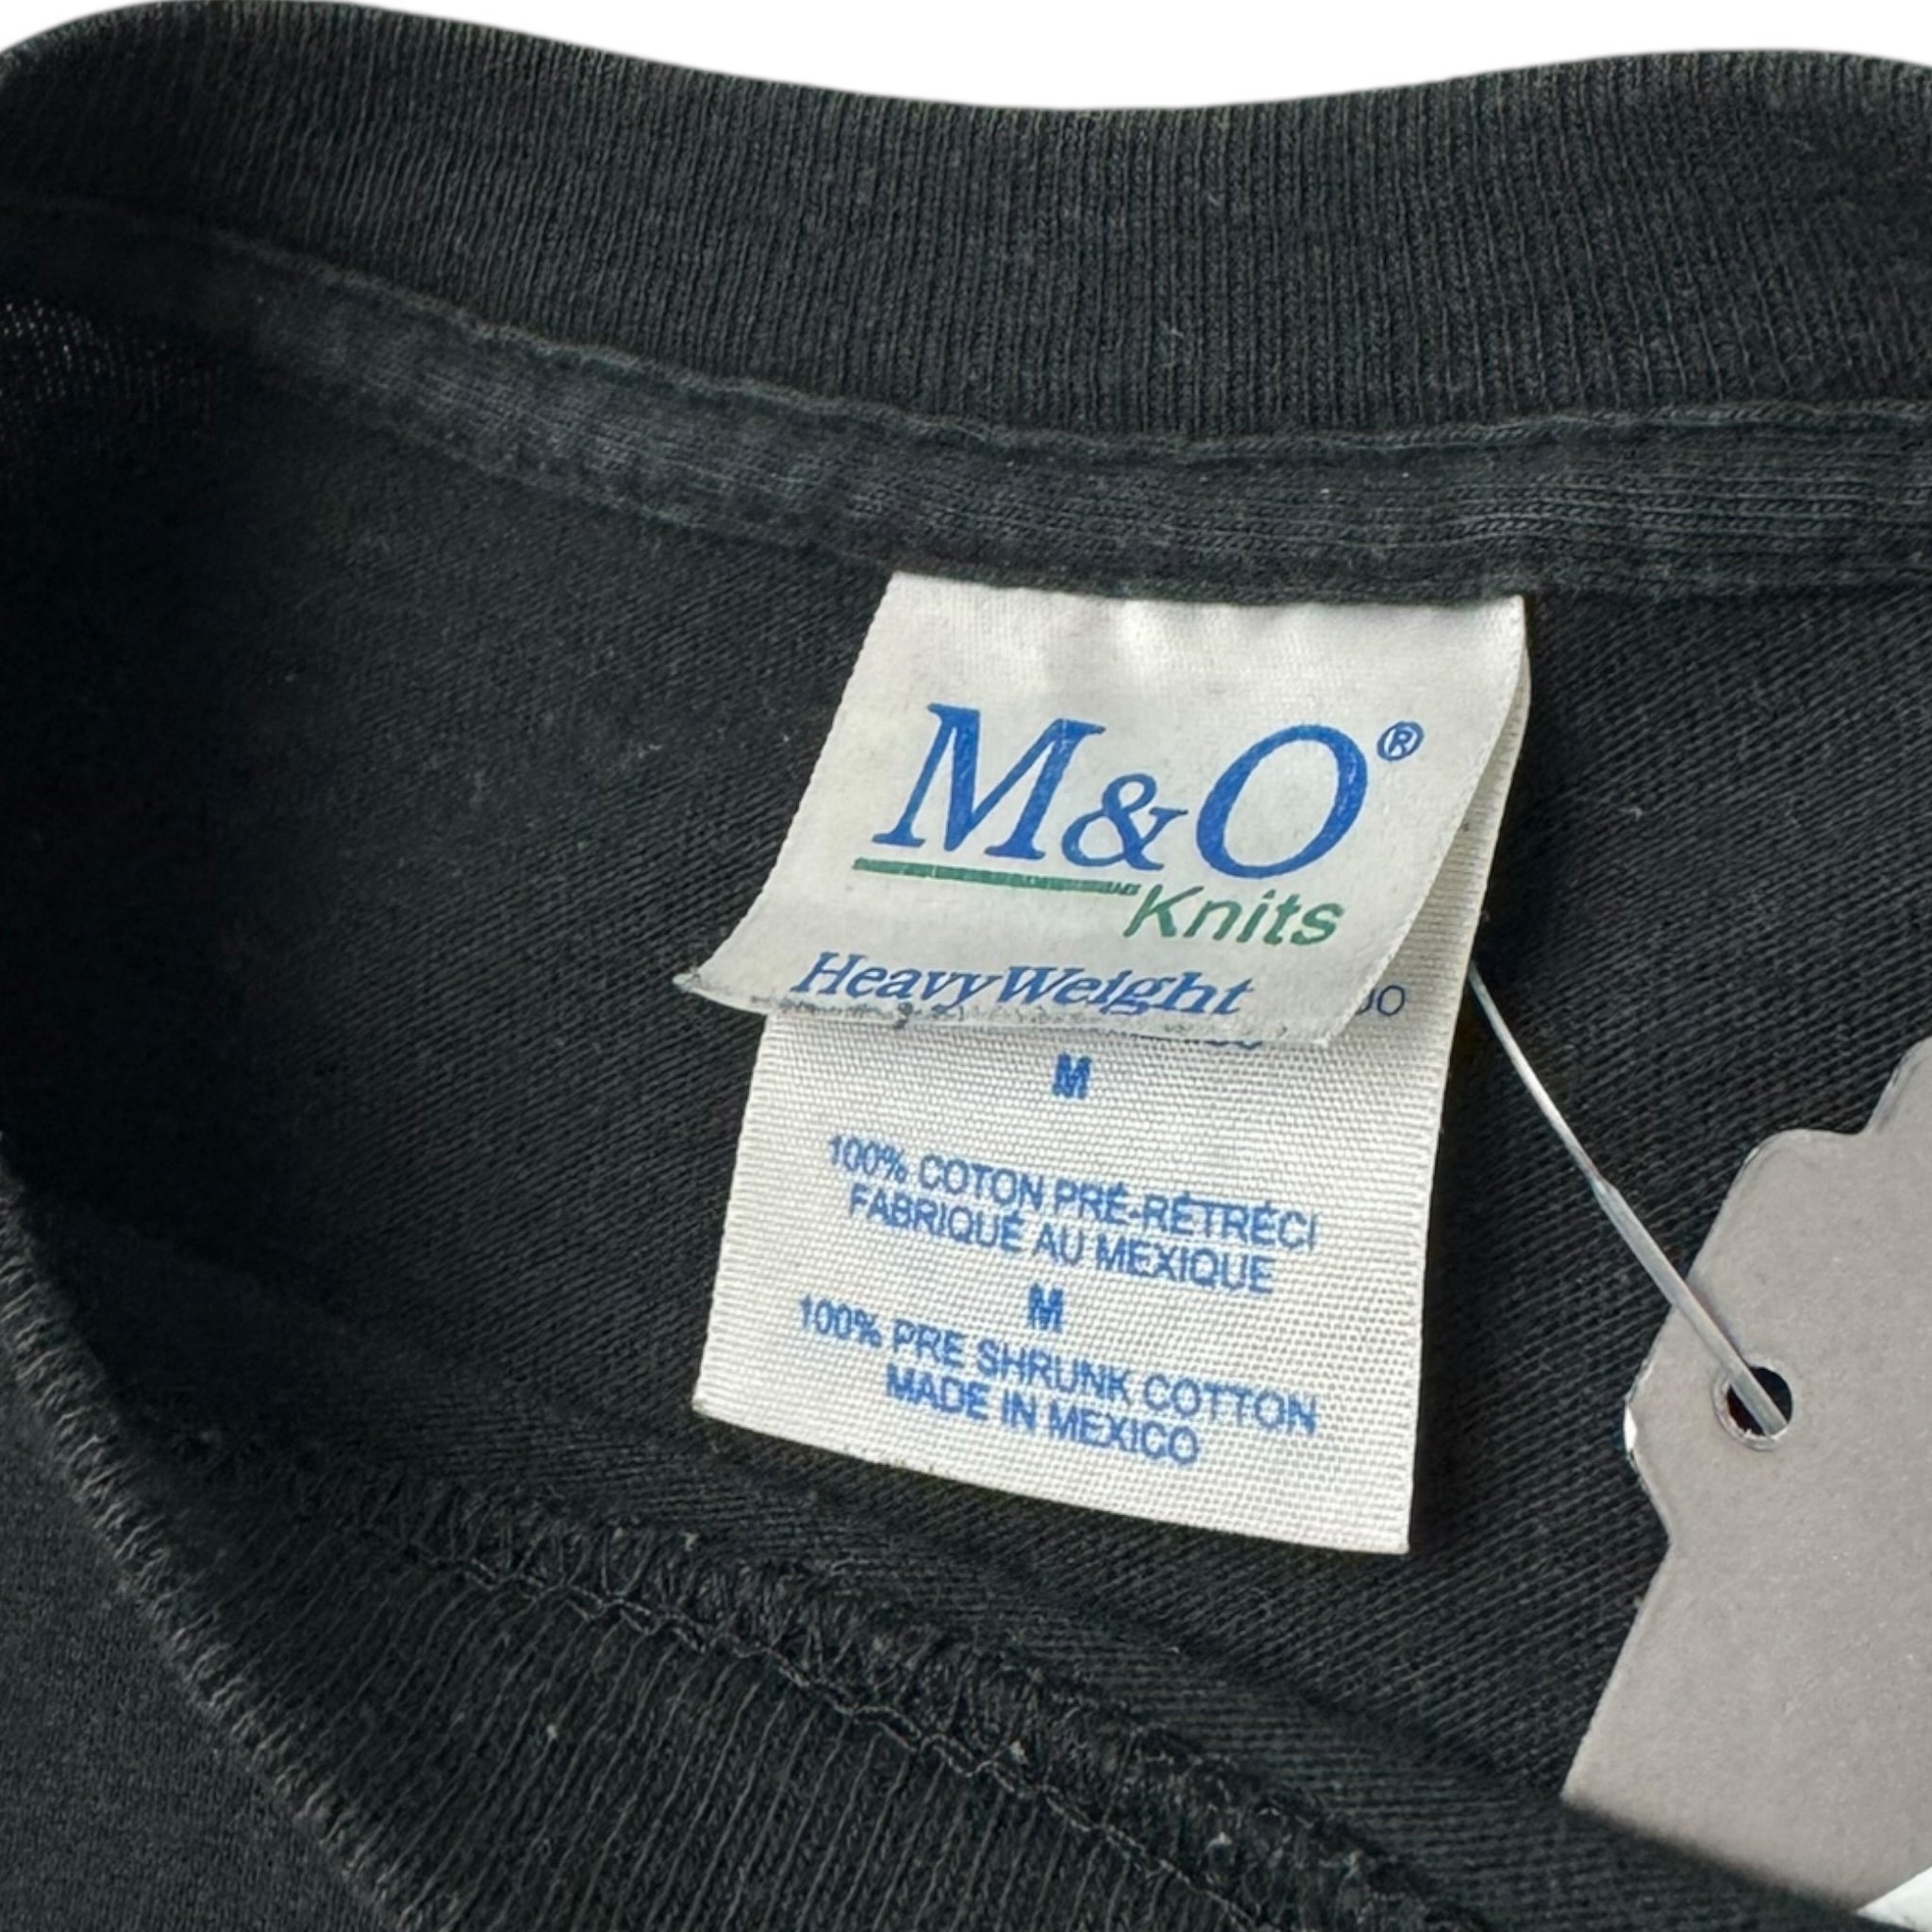 M&O®
Knits
HeavyWeight
M
100% COTON PRÉ-RÉTRÉCI
FABRIQUÉ AU MEXIQUE
M
100% PRE SHRUNK COTTON
MADE IN MEXICO